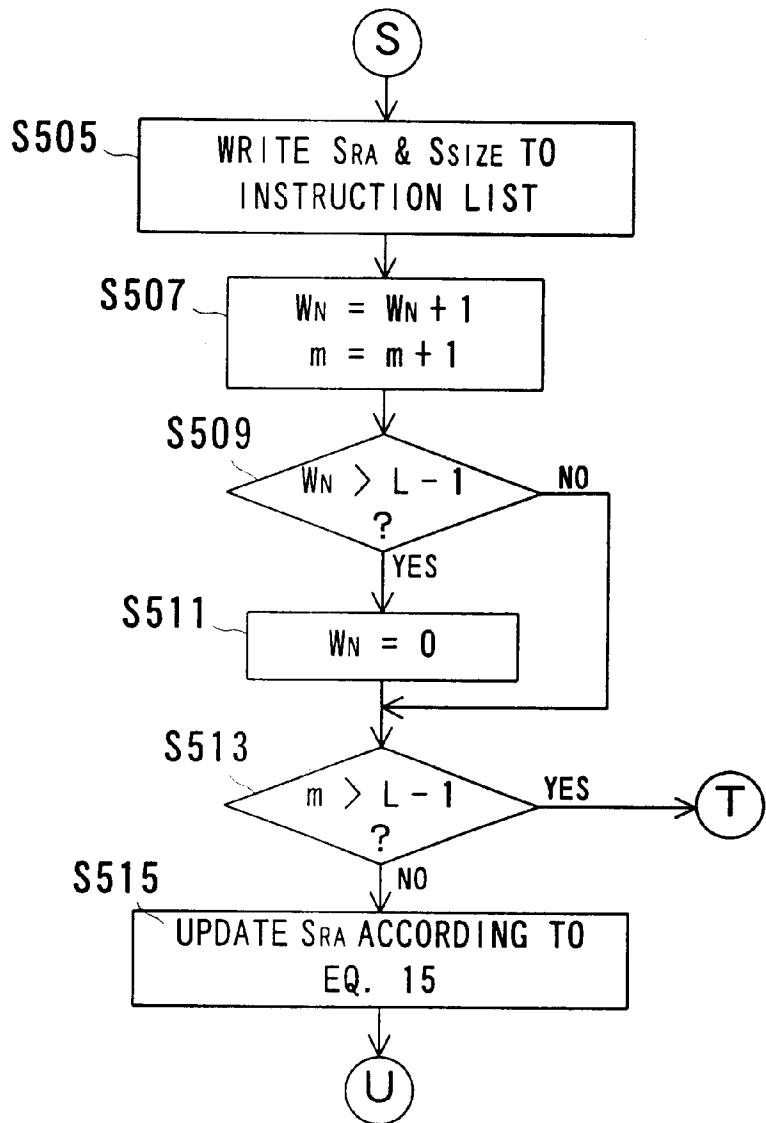 S
S505
WRITE SRA & SSIZE TO
INSTRUCTION LIST
S507
WN = WN + 1
m = m + 1
S509
WN > L - 1
?
NO
YES
S511
WN = 0
S513
m > L - 1
?
YES
T
NO
S515
UPDATE SRA ACCORDING TO
EQ. 15
U